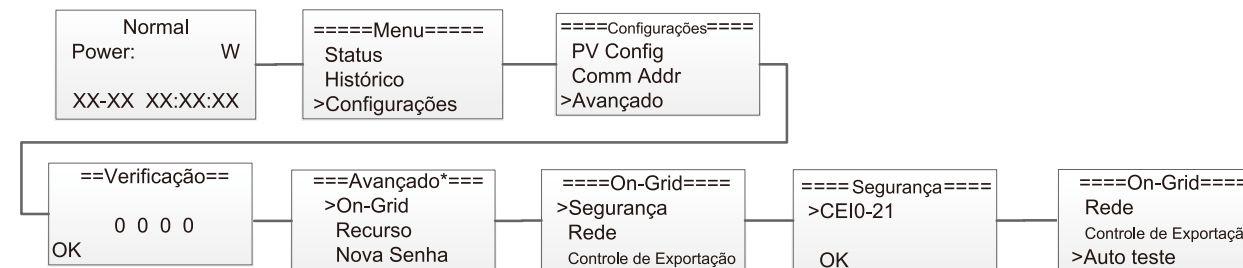 Normal
Power: W
XX-XX XX:XX:XX
=====Menu=====
Status
Histórico
>Configurações
====Configurações====
PV Config
Comm Addr
>Avançado
==Verificação==
0 0 0 0
OK
===Avançado*===
>On-Grid
Recurso
Nova Senha
====On-Grid====
>Segurança
Rede
Controle de Exportação
====Segurança====
>CEI0-21
OK
====On-Grid====
Rede
Controle de Exportaçã
>Auto teste